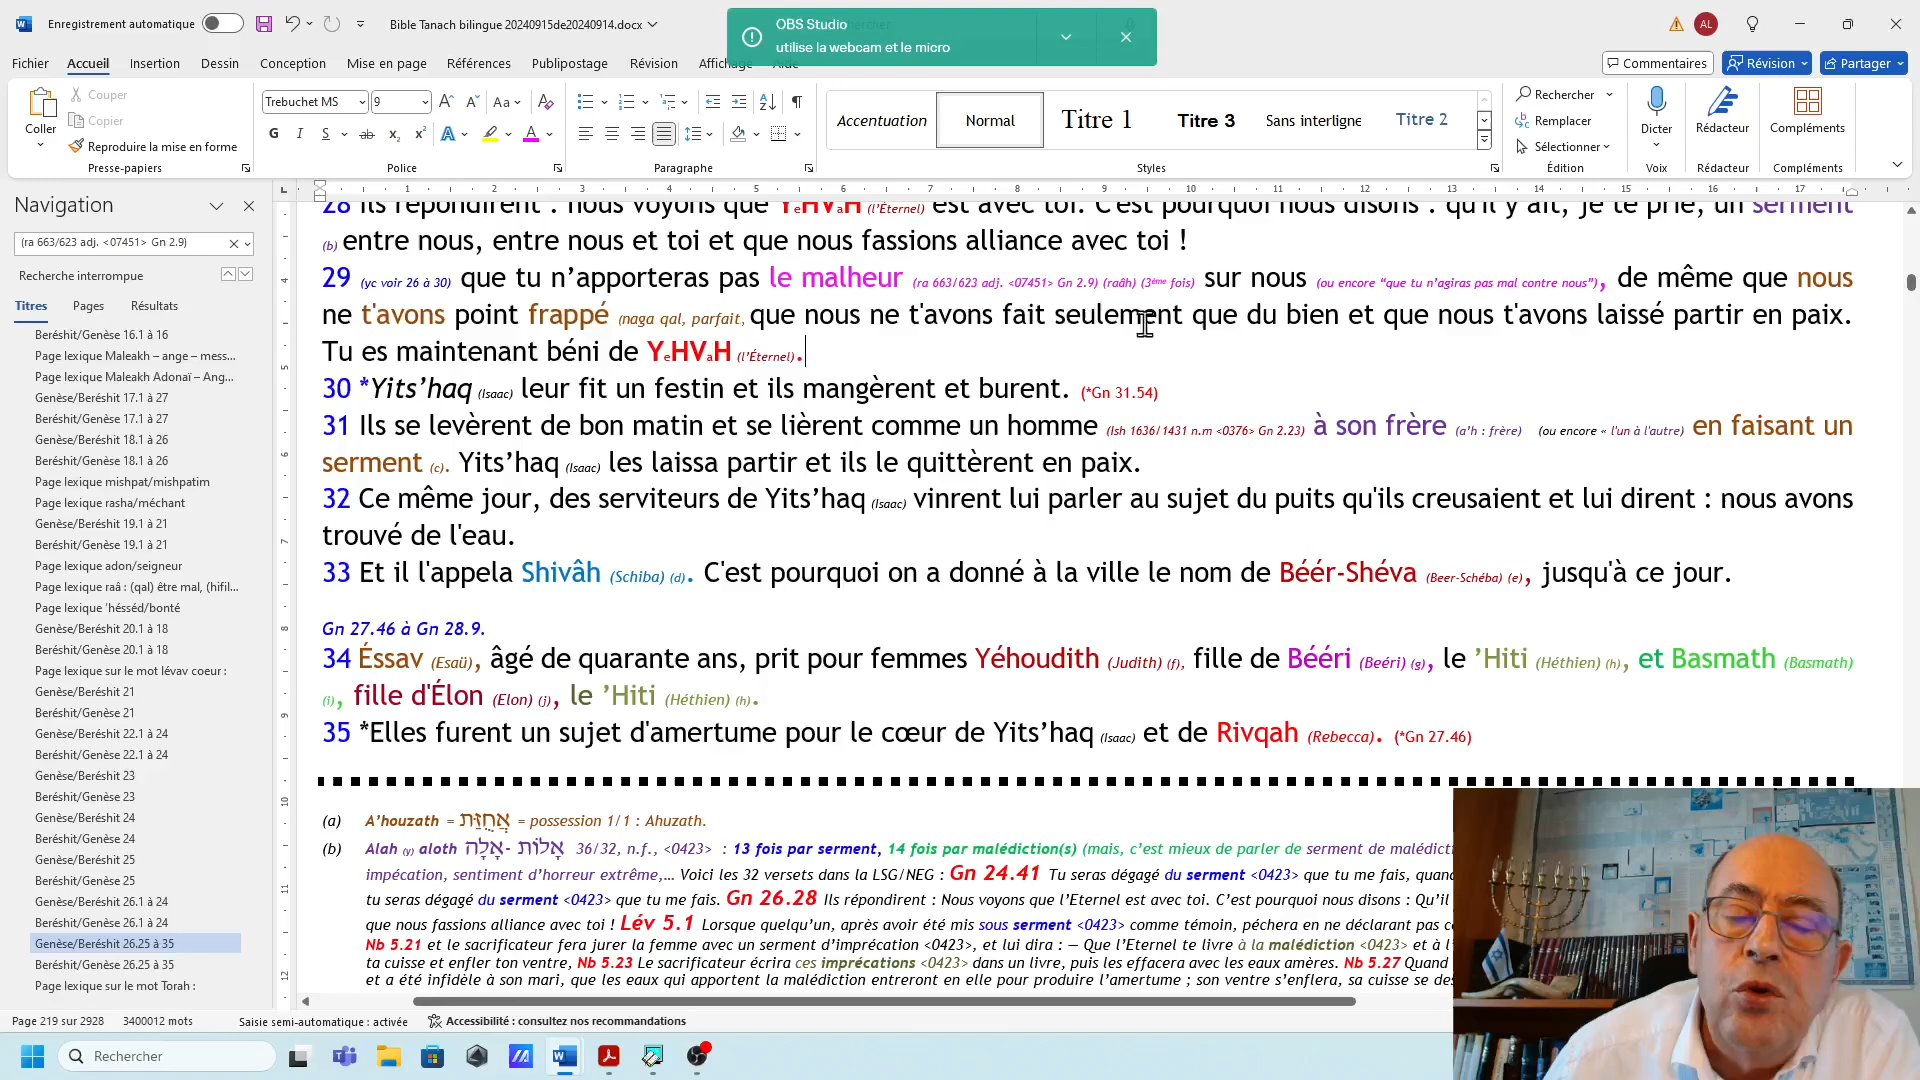 Enregistrement automatique
Bible Tanach bilingue 20240915de20240914.docx
OBS Studio
utilise la webcam et le micro
AL
Fichier Accueil Insertion Dessin Conception Mise en page Références Publipostage Révision Affichage Aide
Commentaires Révision Partager
Coller
Couper
Copier
Reproduire la mise en forme
Presse-papiers
Trebuchet MS 9
Police
Paragraphe
Accentuation Normal Titre 1 Titre 3 Sans interligne Titre 2
Styles
Rechercher
Remplacer
Sélectionner
Édition
Dicter
Voix
Rédacteur
Rédacteur
Compléments
Compléments
Navigation
(ra 663/623 adj. <07451> Gn 2.9)
Recherche interrompue
Titres Pages Résultats
Beréshit/Genèse 16.1 à 16
Page lexique Maleakh – ange – mess...
Page lexique Maleakh Adonaï – Ang...
Genèse/Beréshit 17.1 à 27
Beréshit/Genèse 17.1 à 27
Genèse/Beréshit 18.1 à 26
Beréshit/Genèse 18.1 à 26
Page lexique mishpat/mishpatim
Page lexique rasha/méchant
Genèse/Beréshit 19.1 à 21
Beréshit/Genèse 19.1 à 21
Page lexique adon/seigneur
Page lexique raâ : (qal) être mal, (hifil...
Page lexique 'hésséd/bonté
Genèse/Beréshit 20.1 à 18
Beréshit/Genèse 20.1 à 18
Page lexique sur le mot lévav coeur :
Genèse/Beréshit 21
Beréshit/Genèse 21
Genèse/Beréshit 22.1 à 24
Beréshit/Genèse 22.1 à 24
Genèse/Beréshit 23
Beréshit/Genèse 23
Genèse/Beréshit 24
Beréshit/Genèse 24
Genèse/Beréshit 25
Beréshit/Genèse 25
Genèse/Beréshit 26.1 à 24
Beréshit/Genèse 26.1 à 24
Genèse/Beréshit 26.25 à 35
Beréshit/Genèse 26.25 à 35
Page lexique sur le mot Torah :
28 Ils répondirent : nous voyons que YeHVaH (l'Éternel) est avec toi. C'est pourquoi nous disons : qu'il y ait, je te prie, un serment
(b) entre nous, entre nous et toi et que nous fassions alliance avec toi !
29 (yc voir 26 à 30) que tu n’apporteras pas le malheur (ra 663/623 adj. <07451> Gn 2.9) (raâh) (3ème fois) sur nous (ou encore “que tu n’agiras pas mal contre nous”), de même que nous
ne t'avons point frappé (naga qal, parfait, que nous ne t'avons fait seulement que du bien et que nous t'avons laissé partir en paix.
Tu es maintenant béni de YeHVaH (l’Éternel).
30 *Yits’haq (Isaac) leur fit un festin et ils mangèrent et burent. (*Gn 31.54)
31 Ils se levèrent de bon matin et se lièrent comme un homme (Ish 1636/1431 n.m <0376> Gn 2.23) à son frère (a’h : frère) (ou encore « l'un à l'autre) en faisant un
serment (c). Yits’haq (Isaac) les laissa partir et ils le quittèrent en paix.
32 Ce même jour, des serviteurs de Yits’haq (Isaac) vinrent lui parler au sujet du puits qu'ils creusaient et lui dirent : nous avons
trouvé de l'eau.
33 Et il l'appela Shivâh (Schiba) (d). C'est pourquoi on a donné à la ville le nom de Béér-Shéva (Beer-Schéba) (e), jusqu'à ce jour.
Gn 27.46 à Gn 28.9.
34 Éssav (Esaü), âgé de quarante ans, prit pour femmes Yéhoudith (Judith) (f), fille de Bééri (Beéri) (g), le ’Hiti (Héthien) (h), et Basmath (Basmath)
(i), fille d'Élon (Elon) (j), le ’Hiti (Héthien) (h).
35 *Elles furent un sujet d'amertume pour le cœur de Yits’haq (Isaac) et de Rivqah (Rebecca). (*Gn 27.46)
(a) A’houzath = אֲחֻזַּת = possession 1/1 : Ahuzath.
(b) Alah (y) aloth אָלָה- אָלוֹת 36/32, n.f., <0423> : 13 fois par serment, 14 fois par malédiction(s) (mais, c’est mieux de parler de serment de malédicti
impécation, sentiment d’horreur extrême,... Voici les 32 versets dans la LSG/NEG : Gn 24.41 Tu seras dégagé du serment <0423> que tu me fais, quand
tu seras dégagé du serment <0423> que tu me fais. Gn 26.28 Ils répondirent : Nous voyons que l’Eternel est avec toi. C’est pourquoi nous disons : Qu’il
que nous fassions alliance avec toi ! Lév 5.1 Lorsque quelqu’un, après avoir été mis sous serment <0423> comme témoin, péchera en ne déclarant pas c
Nb 5.21 et le sacrificateur fera jurer la femme avec un serment d’imprécation <0423>, et lui dira : — Que l’Eternel te livre à la malédiction <0423> et à l’
ta cuisse et enfler ton ventre, Nb 5.23 Le sacrificateur écrira ces imprécations <0423> dans un livre, puis les effacera avec les eaux amères. Nb 5.27 Quand
et a été infidèle à son mari, que les eaux qui apportent la malédiction entreront en elle pour produire l’amertume ; son ventre s’enflera, sa cuisse se des
Page 219 sur 2928 3400012 mots Saisie semi-automatique : activée Accessibilité : consultez nos recommandations
Rechercher